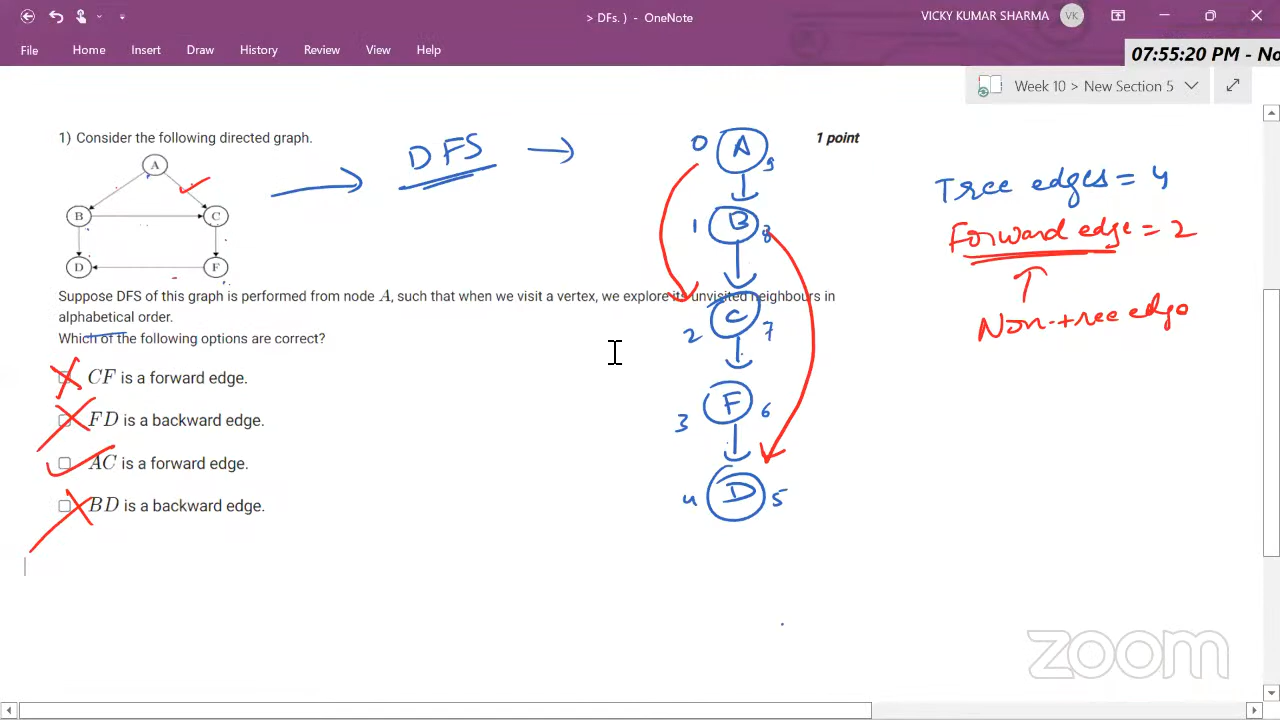 > DFs. ) - OneNote
VICKY KUMAR SHARMA
VK
File Home Insert Draw History Review View Help
07:55:20 PM - No
Week 10 > New Section 5
1) Consider the following directed graph.
1 point
A
B
C
D
F
DFS
0 A 9
1 B 8
2 C 7
3 F 6
4 D 5
Tree edges = 4
Forward edge = 2
Non-tree edge
Suppose DFS of this graph is performed from node A, such that when we visit a vertex, we explore its unvisited neighbours in
alphabetical order.
Which of the following options are correct?
CF is a forward edge.
FD is a backward edge.
AC is a forward edge.
BD is a backward edge.
zoom